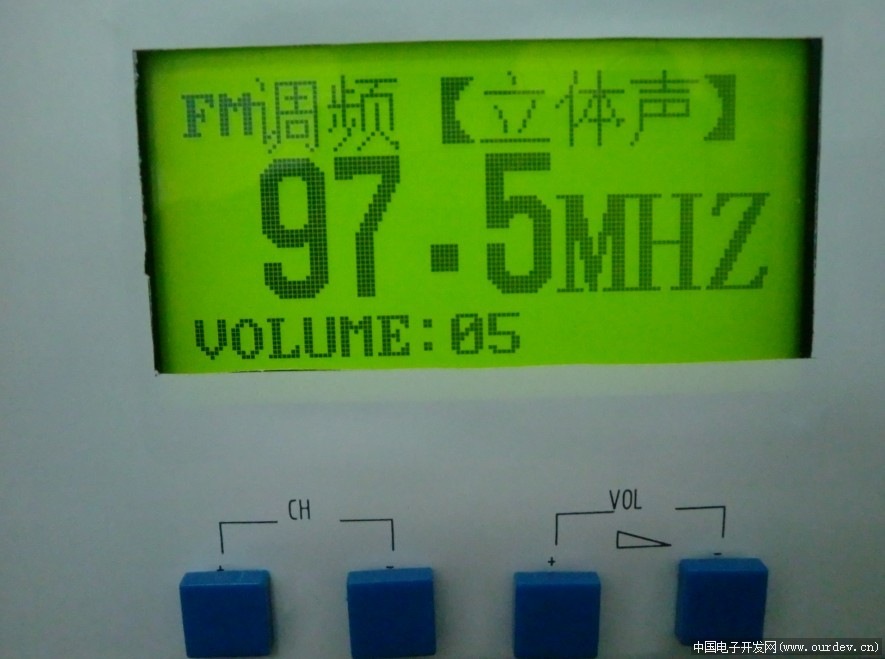 FM调频【立体声】
97.5MHZ
VOLUME:05
CH
VOL
+ - + -
中国电子开发网(www.ourdev.cn)